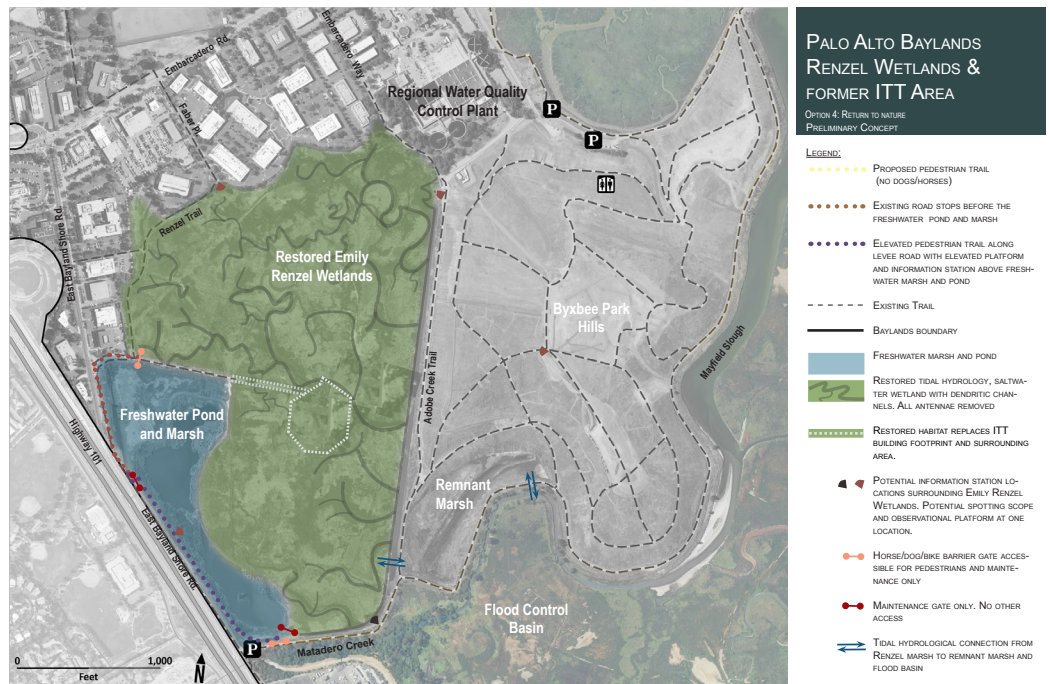 PALO ALTO BAYLANDS
RENZEL WETLANDS &
FORMER ITT AREA
OPTION 4: RETURN TO NATURE
PRELIMINARY CONCEPT
LEGEND:
PROPOSED PEDESTRIAN TRAIL
(NO DOGS/HORSES)
EXISTING ROAD STOPS BEFORE THE
FRESHWATER POND AND MARSH
ELEVATED PEDESTRIAN TRAIL ALONG
LEVEE ROAD WITH ELEVATED PLATFORM
AND INFORMATION STATION ABOVE FRESH-
WATER MARSH AND POND
EXISTING TRAIL
BAYLANDS BOUNDARY
FRESHWATER MARSH AND POND
RESTORED TIDAL HYDROLOGY, SALTWA-
TER WETLAND WITH DENDRITIC CHAN-
NELS. ALL ANTENNAE REMOVED
RESTORED HABITAT REPLACES ITT
BUILDING FOOTPRINT AND SURROUNDING
AREA.
POTENTIAL INFORMATION STATION LO-
CATIONS SURROUNDING EMILY RENZEL
WETLANDS. POTENTIAL SPOTTING SCOPE
AND OBSERVATIONAL PLATFORM AT ONE
LOCATION.
HORSE/DOG/BIKE BARRIER GATE ACCES-
SIBLE FOR PEDESTRIANS AND MAINTE-
NANCE ONLY
MAINTENANCE GATE ONLY. NO OTHER
ACCESS
TIDAL HYDROLOGICAL CONNECTION FROM
RENZEL MARSH TO REMNANT MARSH AND
FLOOD BASIN
Embarcadero Rd.
Embarcadero Way
Faber Pl.
Regional Water Quality
Control Plant
P
P
Renzel Trail
East Bayland Shore Rd.
Restored Emily
Renzel Wetlands
Byxbee Park
Hills
Mayfield Slough
Adobe Creek Trail
Freshwater Pond
and Marsh
Highway 101
East Bayland Shore Rd.
Remnant
Marsh
Flood Control
Basin
Matadero Creek
P
0
1,000
Feet
N